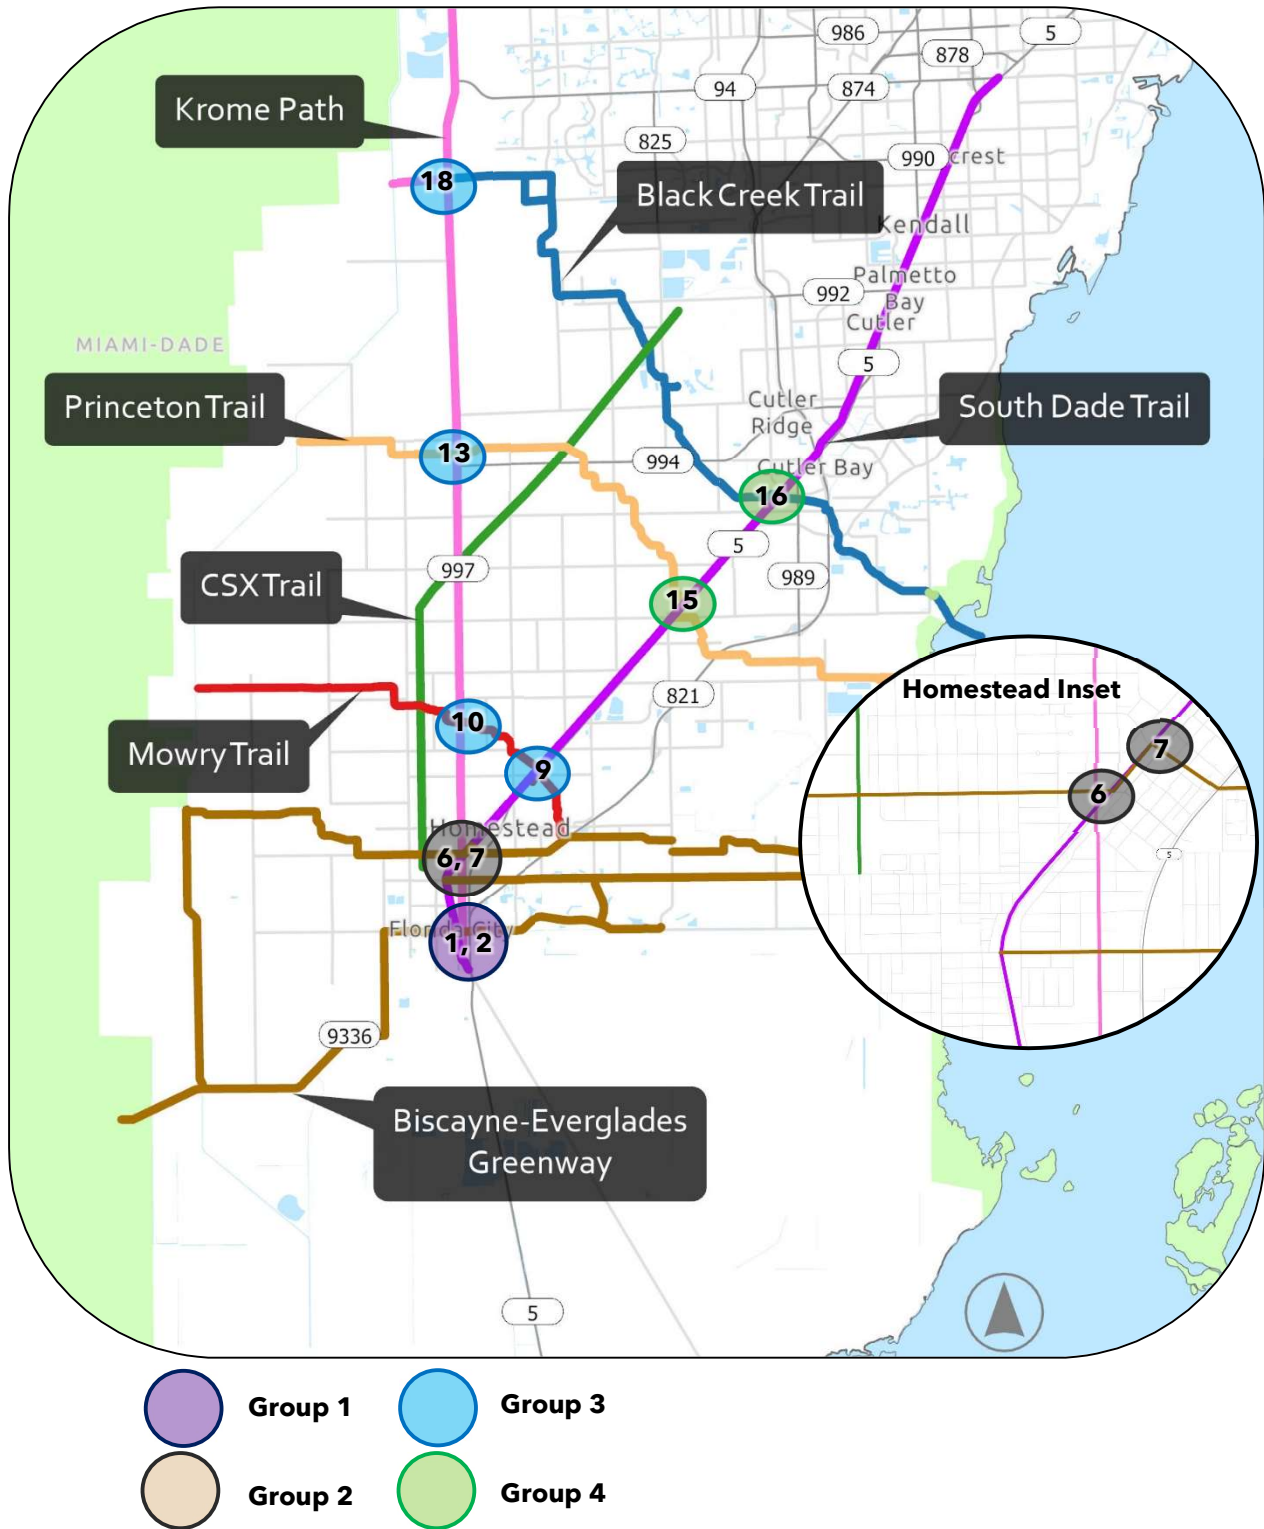 986
5
878
94
874
Krome Path
825
990
crest
18
Black Creek Trail
Kendall
Palmetto
Bay
992
Cutler
MIAMI-DADE
5
Princeton Trail
Cutler
Ridge
South Dade Trail
13
994
Cutler Bay
16
5
997
989
CSX Trail
15
Homestead Inset
821
10
7
Mowry Trail
9
6
Homestead
6, 7
5
Florida City
1, 2
9336
Biscayne-Everglades
Greenway
5
Group 1
Group 3
Group 2
Group 4